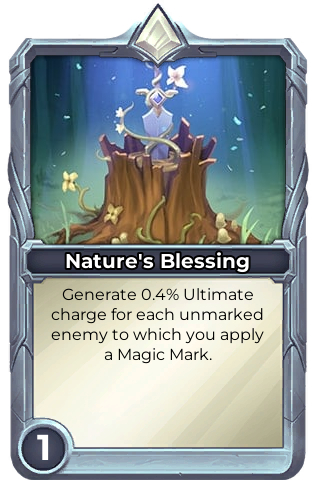 Nature's Blessing
Generate 0.4% Ultimate
charge for each unmarked
enemy to which you apply
a Magic Mark.
1